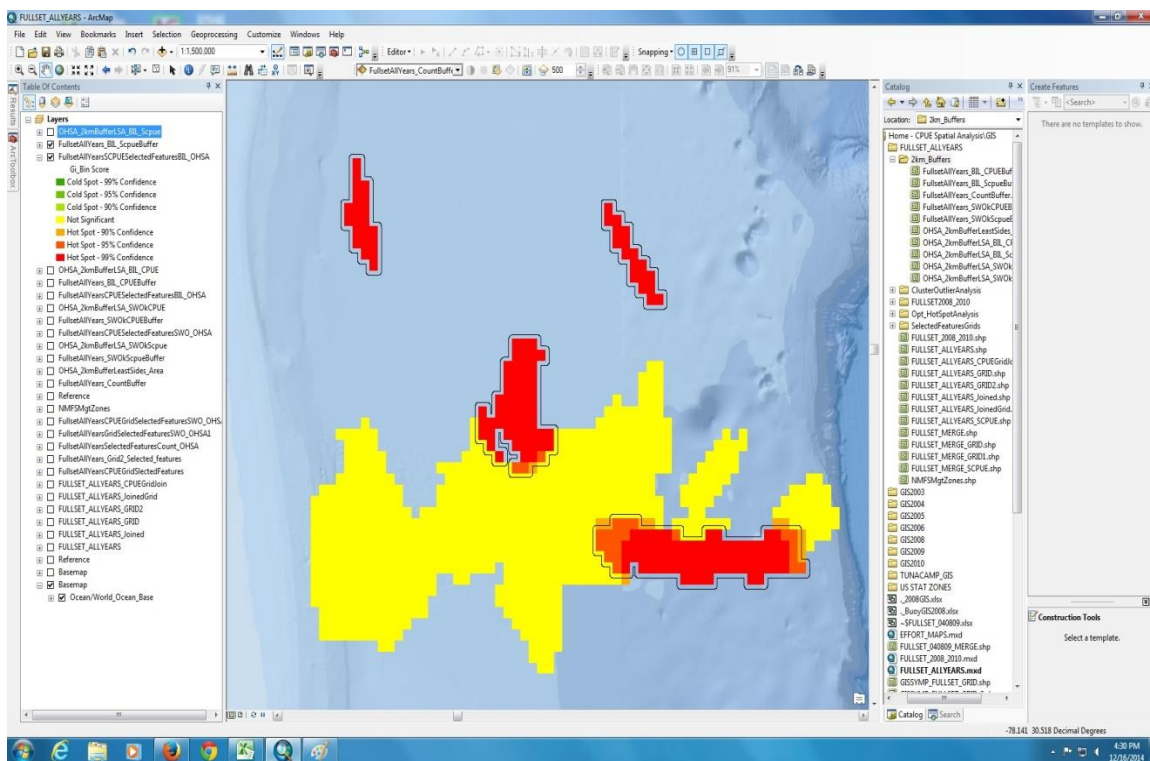 FULLSET_ALLYEARS - ArcMap
File Edit View Bookmarks Insert Selection Geoprocessing Customize Windows Help
1:1,500,000
Editor
Snapping
FullsetAllYears_CountBuff
500
91%
Table Of Contents
Layers
OHSA_2kmBufferLSA_BIL_Scpue
FullsetAllYears_BIL_ScpueBuffer
FullsetAllYearsSCPUESelectedFeaturesBIL_OHSA
Gi_Bin Score
Cold Spot - 99% Confidence
Cold Spot - 95% Confidence
Cold Spot - 90% Confidence
Not Significant
Hot Spot - 90% Confidence
Hot Spot - 95% Confidence
Hot Spot - 99% Confidence
OHSA_2kmBufferLSA_BIL_CPUE
FullsetAllYears_BIL_CPUEBuffer
FullsetAllYearsCPUESelectedFeaturesBIL_OHSA
OHSA_2kmBufferLSA_SWOkCPUE
FullsetAllYears_SWOkCPUEBuffer
FullsetAllYearsCPUESelectedFeaturesSWO_OHSA
OHSA_2kmBufferLSA_SWOkScpue
FullsetAllYears_SWOkScpueBuffer
OHSA_2kmBufferLeastSides_Area
FullsetAllYears_CountBuffer
Reference
NMFSMgtZones
FullsetAllYearsCPUEGridSelectedFeaturesSWO_OHS
FullsetAllYearsGridSelectedFeaturesSWO_OHSA1
FullsetAllYearsSelectedFeaturesCount_OHSA
FullsetAllYears_Grid2_Selected_features
FullsetAllYearsCPUEGridSlectedFeatures
FULLSET_ALLYEARS_CPUEGridJoin
FULLSET_ALLYEARS_JoinedGrid
FULLSET_ALLYEARS_GRID2
FULLSET_ALLYEARS_GRID
FULLSET_ALLYEARS_Joined
FULLSET_ALLYEARS
Reference
Basemap
Basemap
Ocean/World_Ocean_Base
Results
ArcToolbox
Catalog
Location: 2km_Buffers
Home - CPUE Spatial Analysis\GIS
FULLSET_ALLYEARS
2km_Buffers
FullsetAllYears_BIL_CPUEBuf
FullsetAllYears_BIL_ScpueBu
FullsetAllYears_CountBuffer.
FullsetAllYears_SWOkCPUEB
FullsetAllYears_SWOkScpueE
OHSA_2kmBufferLeastSides_
OHSA_2kmBufferLSA_BIL_CF
OHSA_2kmBufferLSA_BIL_Sc
OHSA_2kmBufferLSA_SWOk
OHSA_2kmBufferLSA_SWOk
ClusterOutlierAnalysis
FULLSET2008_2010
Opt_HotSpotAnalysis
SelectedFeaturesGrids
FULLSET_2008_2010.shp
FULLSET_ALLYEARS.shp
FULLSET_ALLYEARS_CPUEGridJo
FULLSET_ALLYEARS_GRID.shp
FULLSET_ALLYEARS_GRID2.shp
FULLSET_ALLYEARS_Joined.shp
FULLSET_ALLYEARS_JoinedGrid.
FULLSET_ALLYEARS_SCPUE.shp
FULLSET_MERGE.shp
FULLSET_MERGE_GRID.shp
FULLSET_MERGE_GRID1.shp
FULLSET_MERGE_SCPUE.shp
NMFSMgtZones.shp
GIS2003
GIS2004
GIS2005
GIS2006
GIS2008
GIS2009
GIS2010
TUNACAMP_GIS
US STAT ZONES
._2008GIS.xlsx
._BuoyGIS2008.xlsx
~$FULLSET_040809.xlsx
EFFORT_MAPS.mxd
FULLSET_040809_MERGE.shp
FULLSET_2008_2010.mxd
FULLSET_ALLYEARS.mxd
GISSYMP_FULLSET_GRID.shp
Catalog Search
Create Features
<Search>
There are no templates to show.
Construction Tools
Select a template.
-78.141 30.518 Decimal Degrees
4:30 PM
12/16/2014